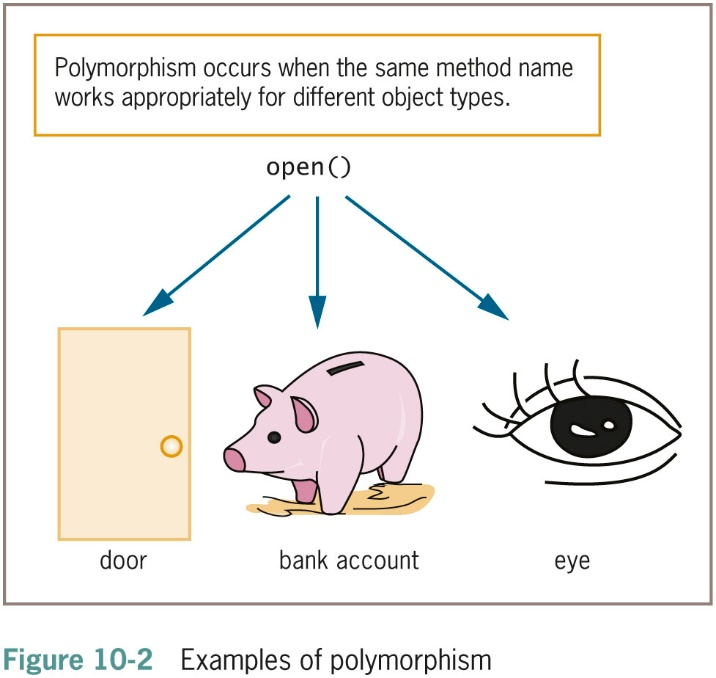 Polymorphism occurs when the same method name
works appropriately for different object types.
open()
door bank account eye
Figure 10-2 Examples of polymorphism